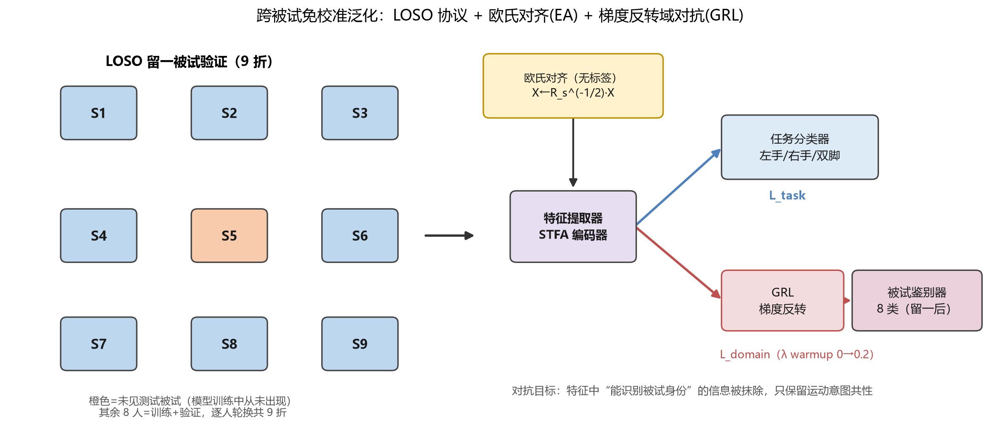 跨被试免校准泛化：LOSO 协议 + 欧氏对齐(EA) + 梯度反转域对抗(GRL)
LOSO 留一被试验证（9 折）
S1
S2
S3
S4
S5
S6
S7
S8
S9
橙色=未见测试被试（模型训练中从未出现）
其余 8 人=训练+验证，逐人轮换共 9 折
欧氏对齐（无标签）
X←R_s^(-1/2)·X
特征提取器
STFA 编码器
任务分类器
左手/右手/双脚
L_task
GRL
梯度反转
被试鉴别器
8 类（留一后）
L_domain（λ warmup 0→0.2）
对抗目标：特征中“能识别被试身份”的信息被抹除，只保留运动意图共性